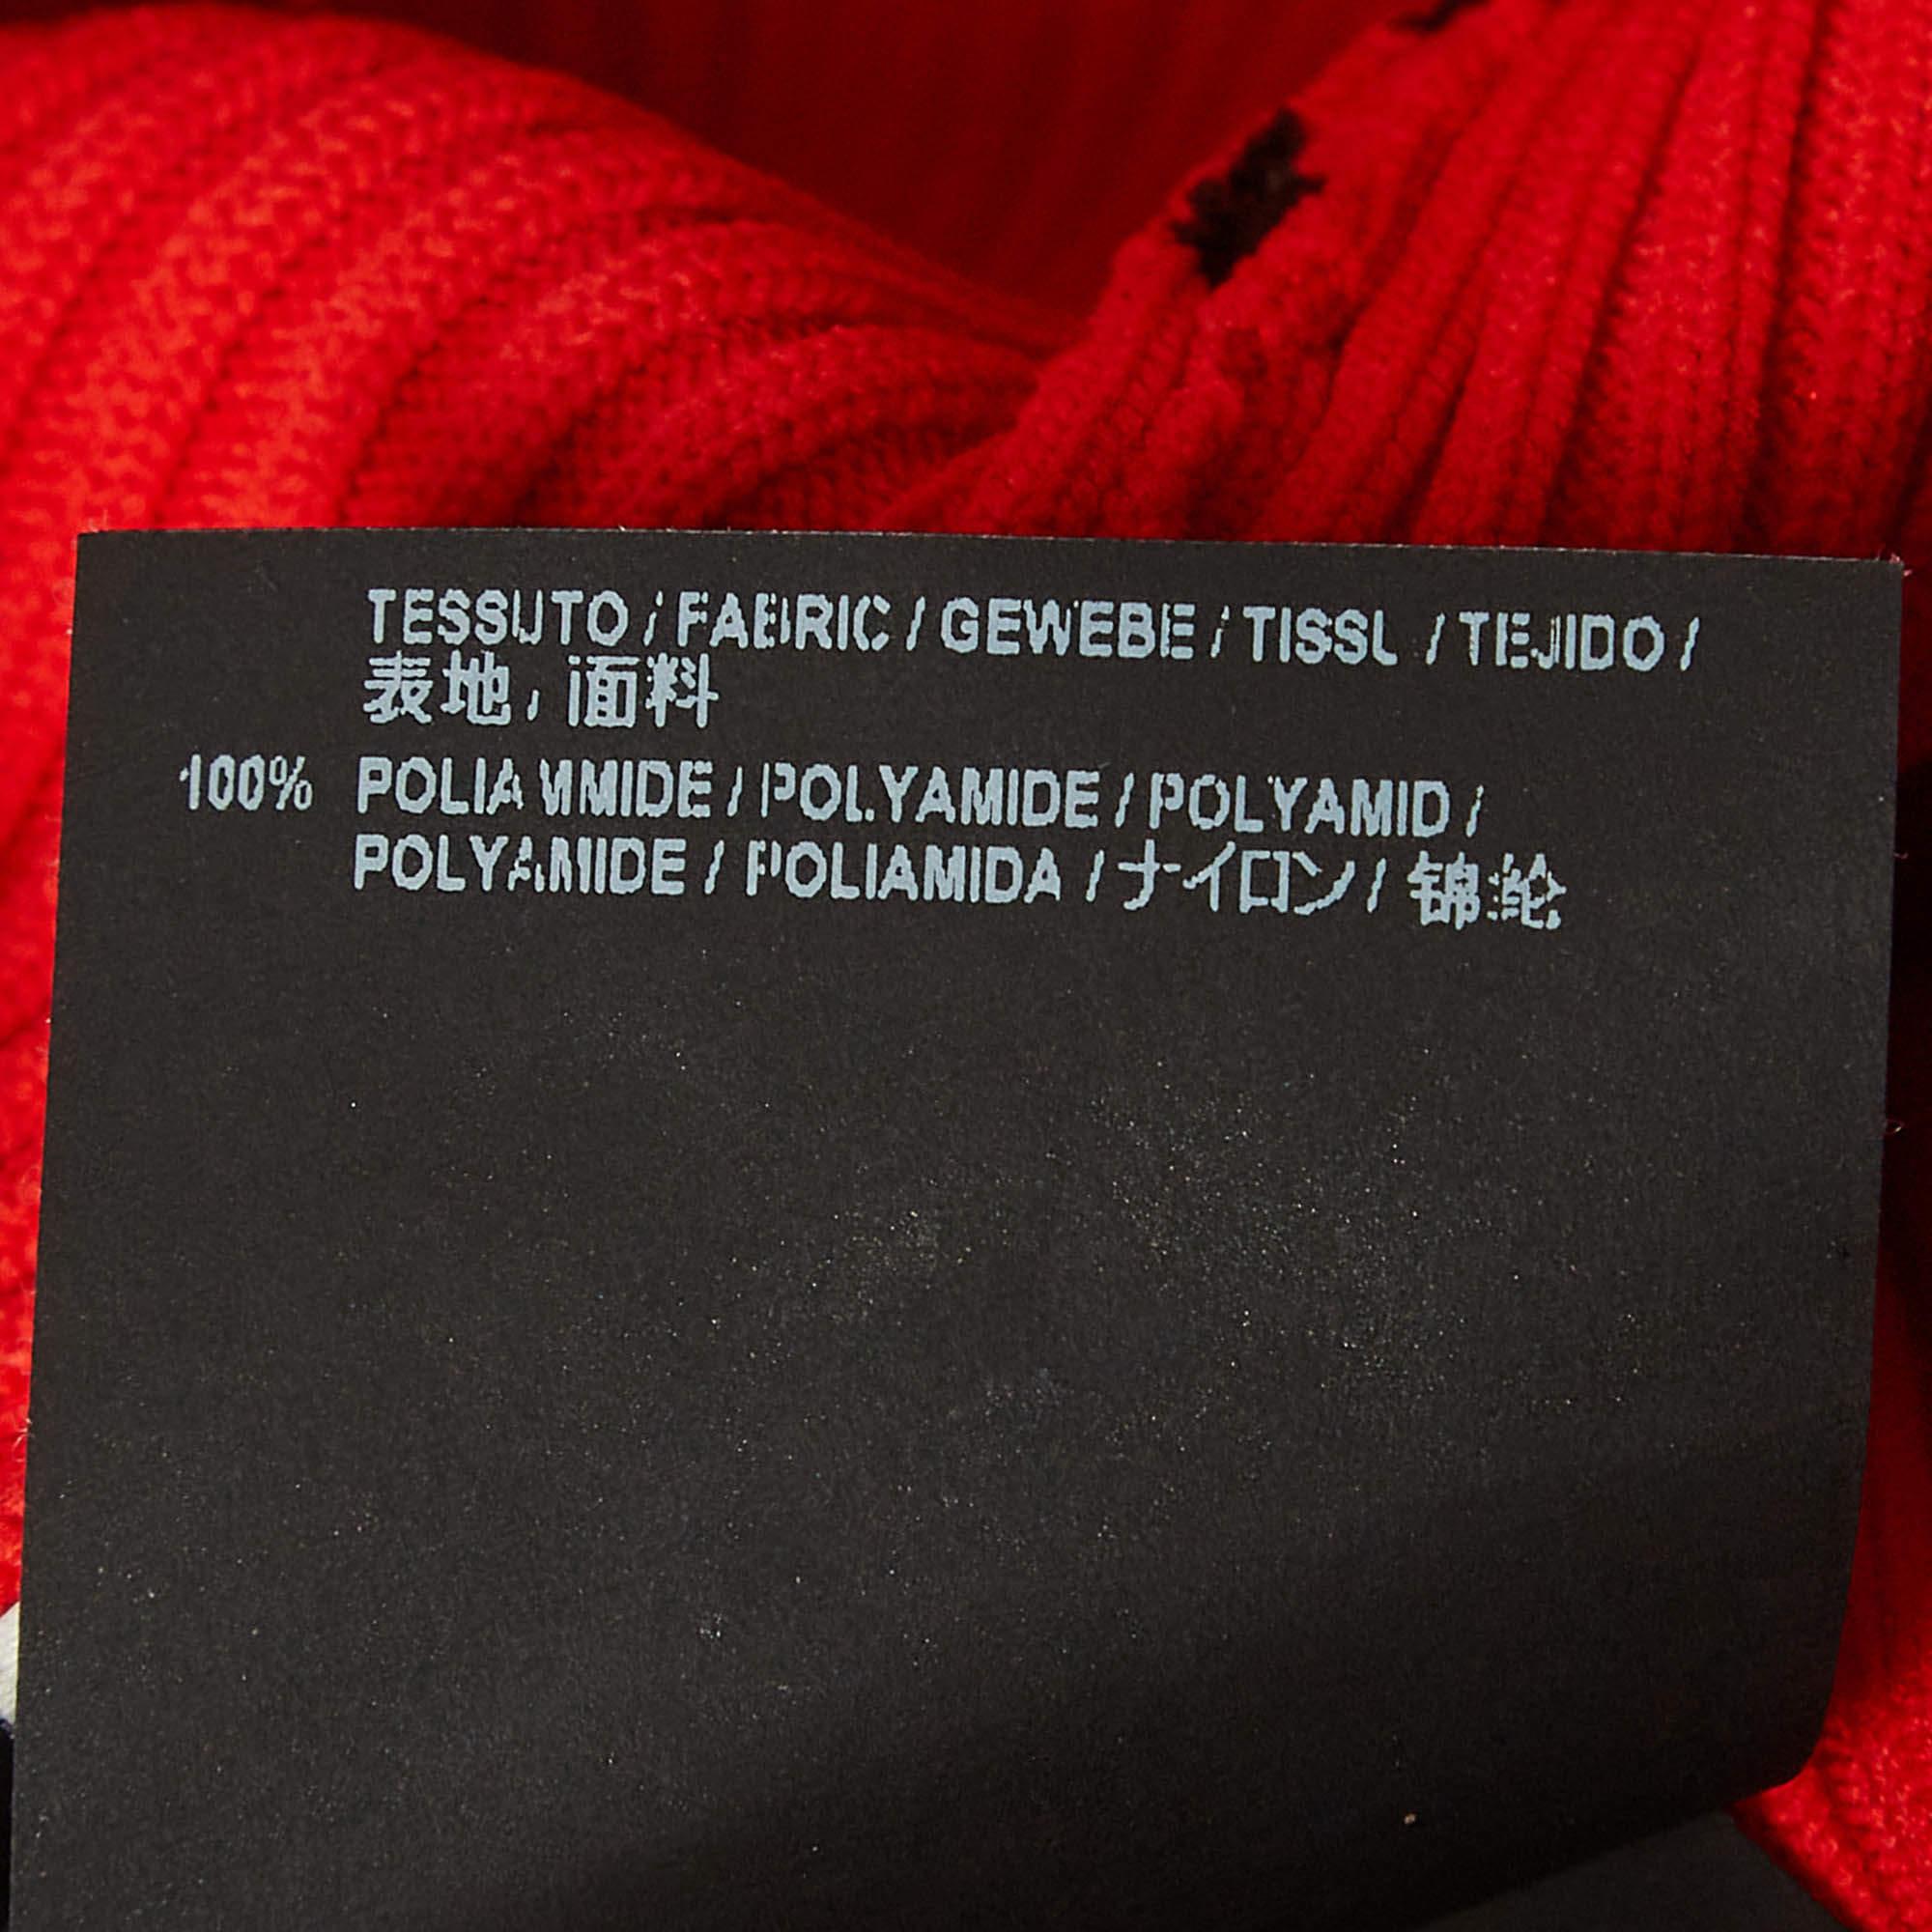 TESSUTO / FABRIC / GEWEBE / TISSU / TEJIDO /
表地, 面料
100% POLIAMMIDE / POLYAMIDE / POLYAMID /
POLYAMIDE / POLIAMIDA / ナイロン / 锦纶